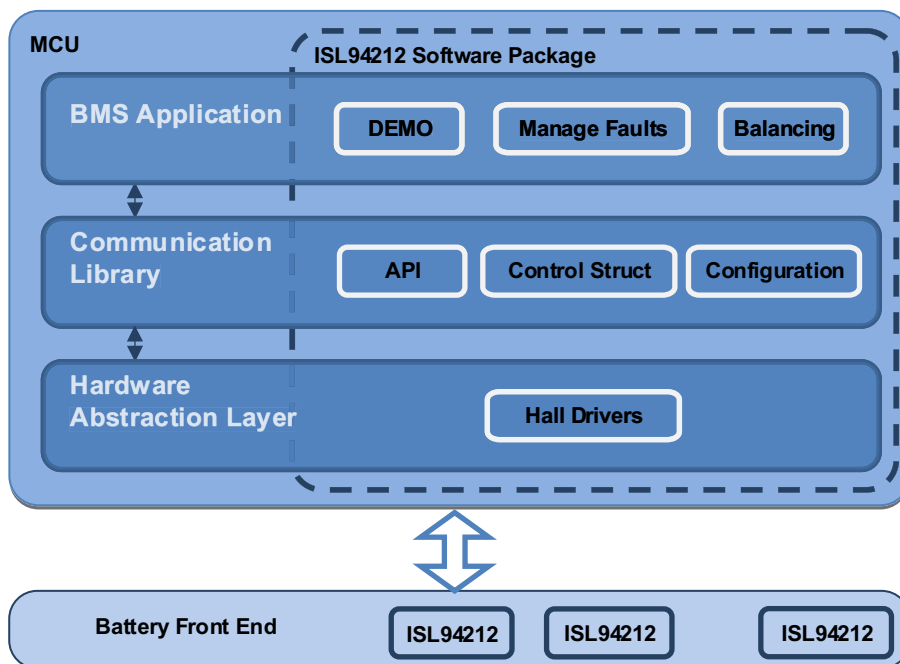 MCU
ISL94212 Software Package
BMS Application
DEMO
Manage Faults
Balancing
Communication
Library
API
Control Struct
Configuration
Hardware
Abstraction Layer
Hall Drivers
Battery Front End
ISL94212
ISL94212
ISL94212